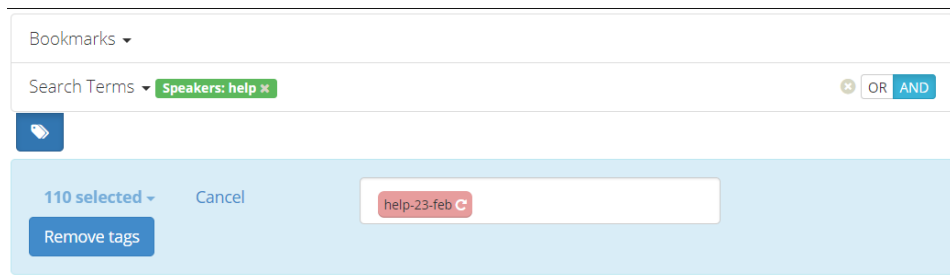 Bookmarks
Search Terms Speakers: help × OR AND
110 selected Cancel help-23-feb
Remove tags